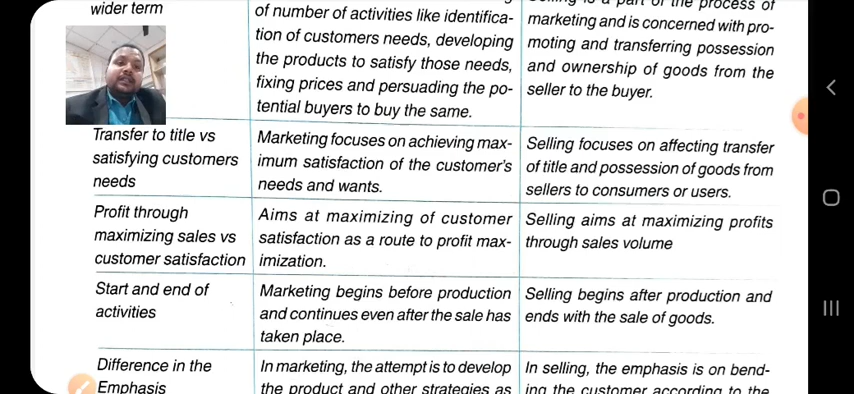 wider term
of number of activities like identifica-
tion of customers needs, developing
the products to satisfy those needs,
fixing prices and persuading the po-
tential buyers to buy the same.
Selling is a part of the process of
marketing and is concerned with pro-
moting and transferring possession
and ownership of goods from the
seller to the buyer.
Transfer to title vs
satisfying customers
needs
Marketing focuses on achieving max-
imum satisfaction of the customer's
needs and wants.
Selling focuses on affecting transfer
of title and possession of goods from
sellers to consumers or users.
Profit through
maximizing sales vs
customer satisfaction
Aims at maximizing of customer
satisfaction as a route to profit max-
imization.
Selling aims at maximizing profits
through sales volume
Start and end of
activities
Marketing begins before production
and continues even after the sale has
taken place.
Selling begins after production and
ends with the sale of goods.
Difference in the
Emphasis
In marketing, the attempt is to develop
the product and other strategies as
In selling, the emphasis is on bend-
ing the customer according to the